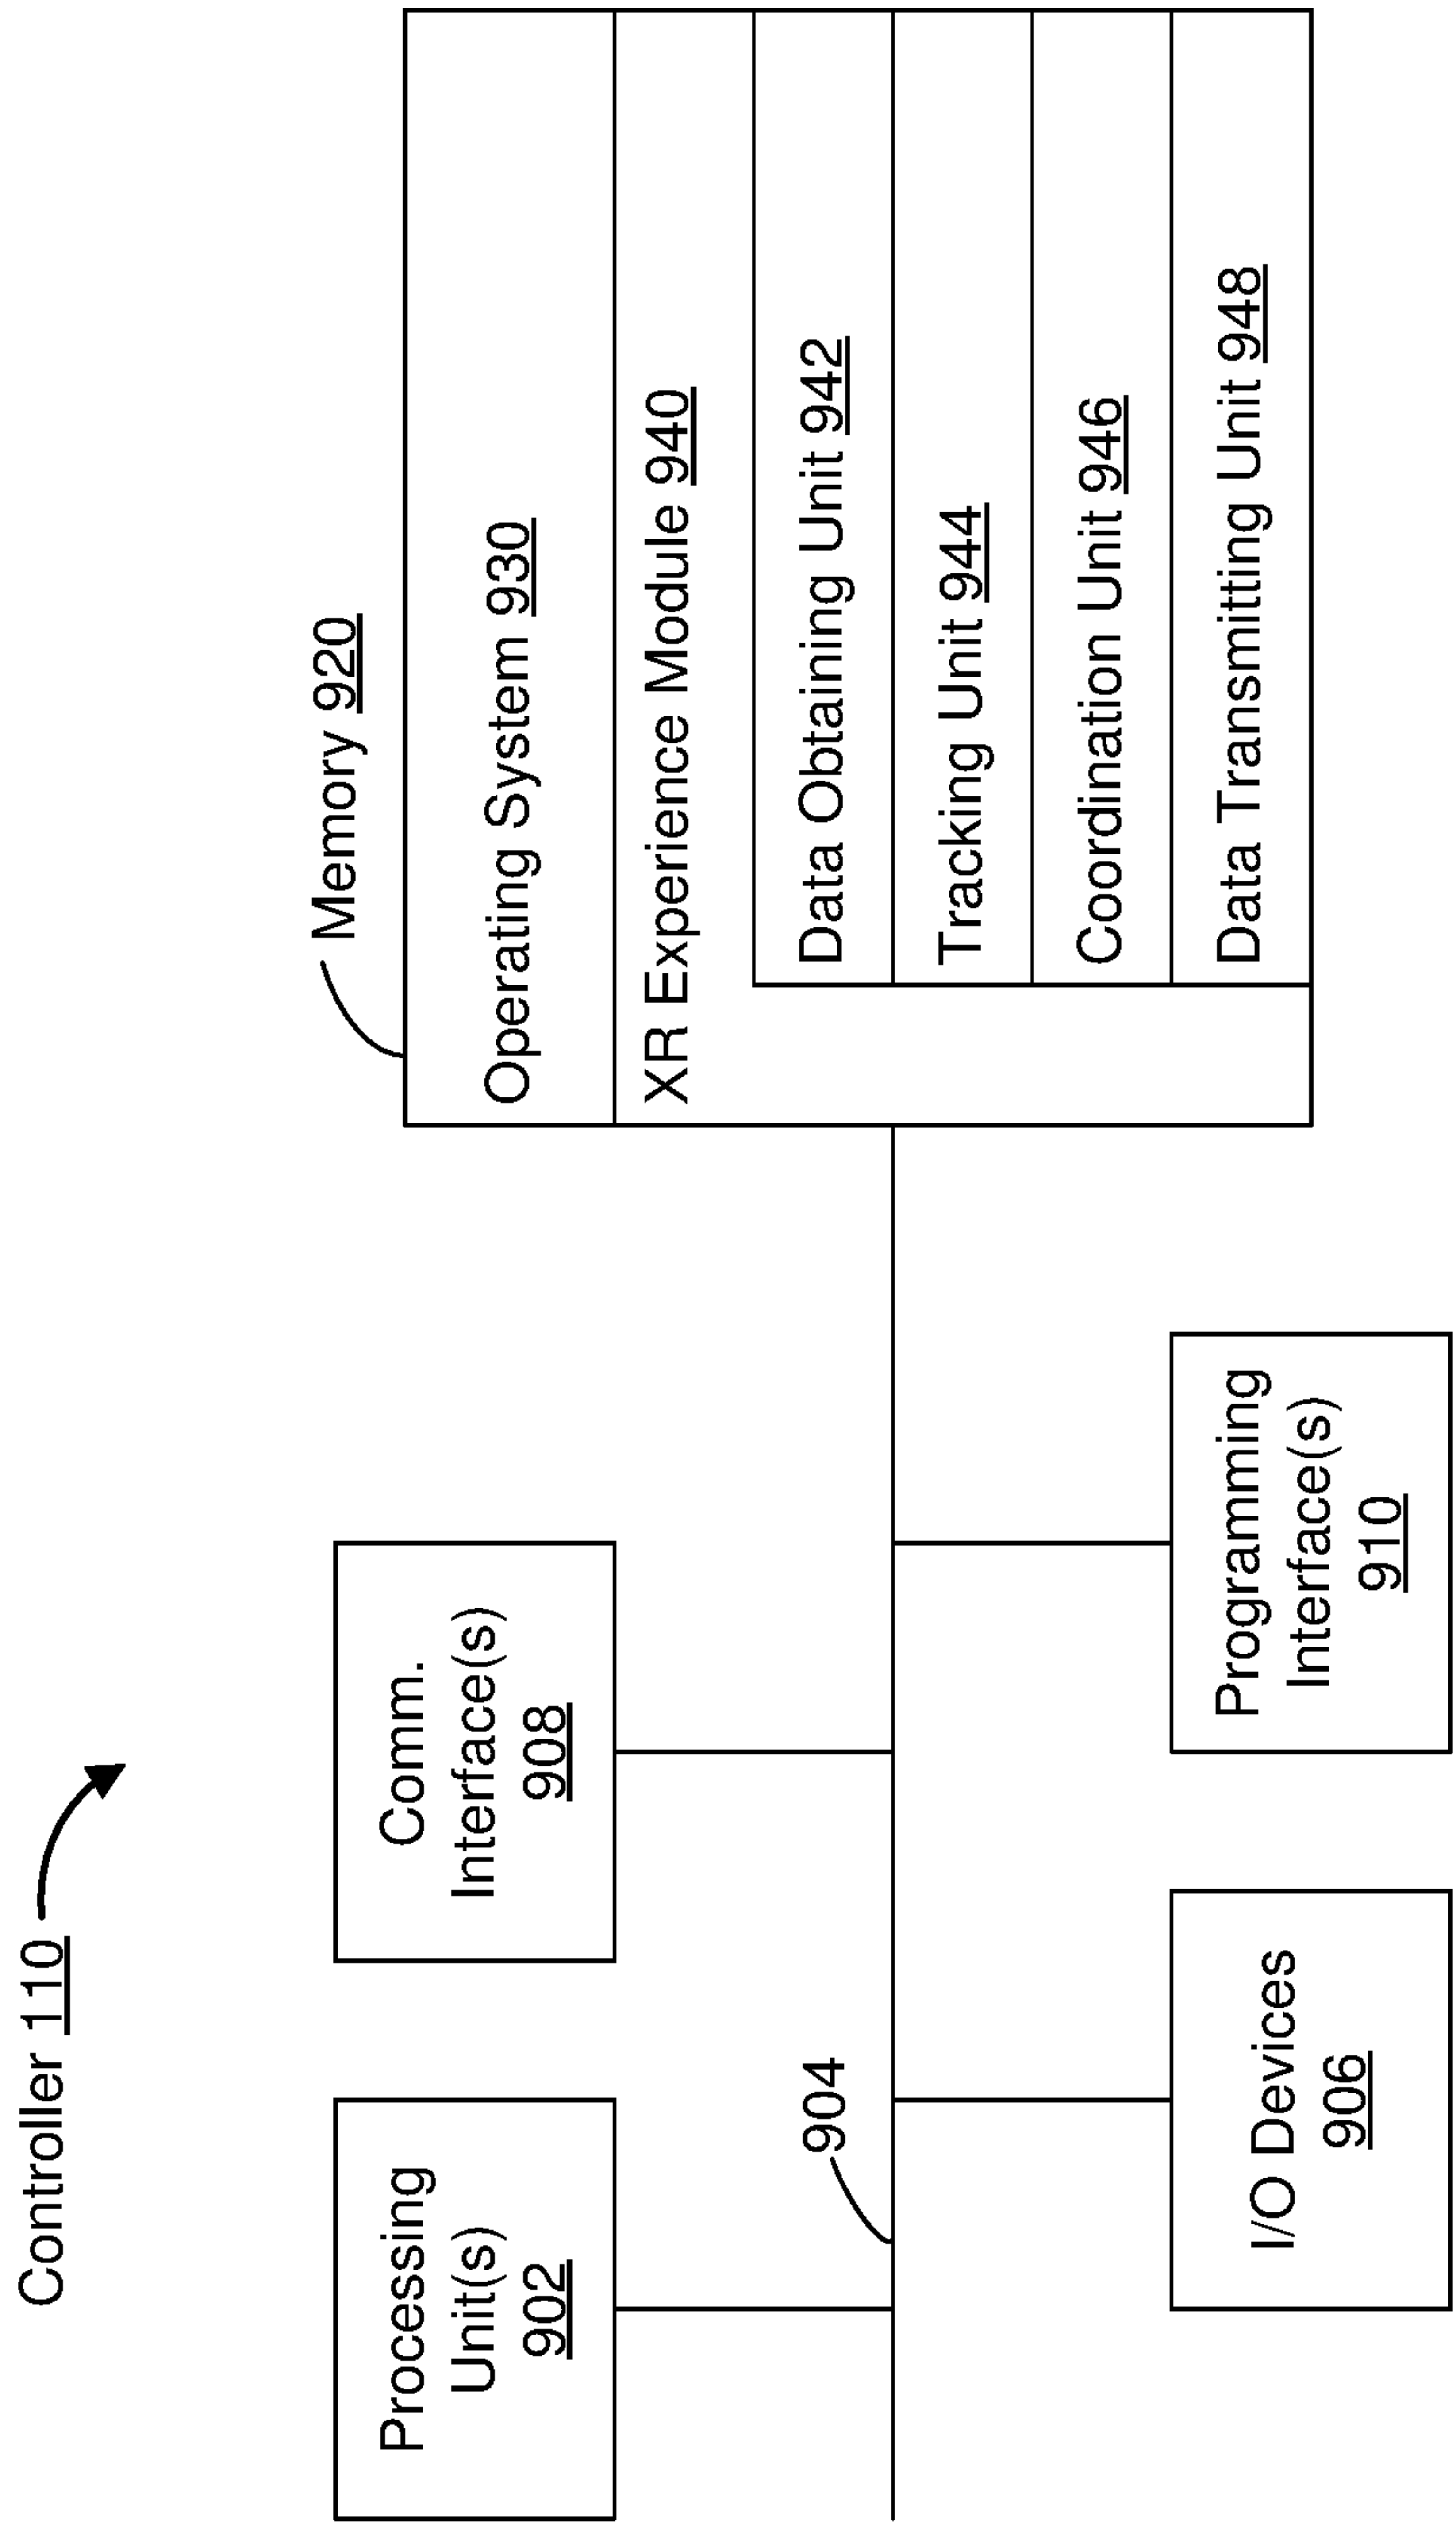 Controller 110
Memory 920
Processing
Unit(s)
902
Comm.
Interface(s)
908
904
I/O Devices
906
Programming
Interface(s)
910
Operating System 930
XR Experience Module 940
Data Obtaining Unit 942
Tracking Unit 944
Coordination Unit 946
Data Transmitting Unit 948